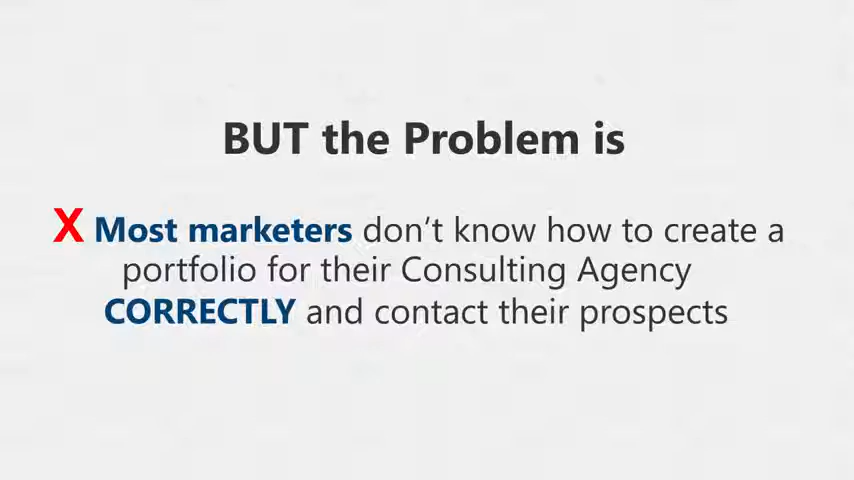 BUT the Problem is
X Most marketers don’t know how to create a
portfolio for their Consulting Agency
CORRECTLY and contact their prospects